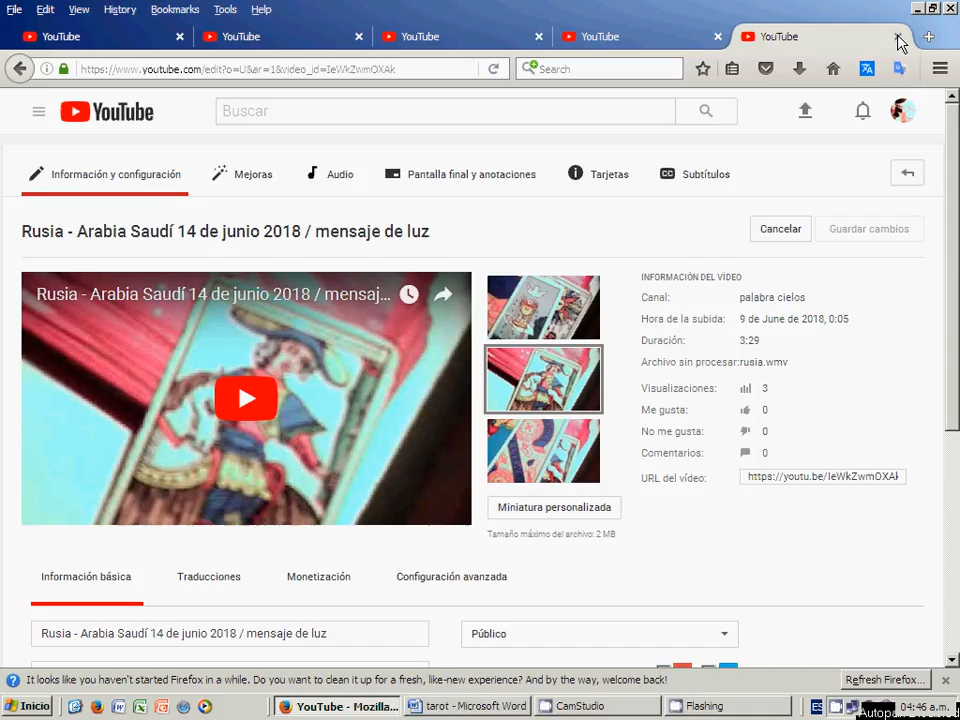 File Edit View History Bookmarks Tools Help
YouTube YouTube YouTube YouTube YouTube
https://www.youtube.com/edit?o=U&ar=1&video_id=IeWkZwmOXAk
Search
YouTube
Buscar
Información y configuración Mejoras Audio Pantalla final y anotaciones Tarjetas CC Subtítulos
Rusia - Arabia Saudí 14 de junio 2018 / mensaje de luz
Cancelar Guardar cambios
Rusia - Arabia Saudí 14 de junio 2018 / mensaj...
INFORMACIÓN DEL VÍDEO
Canal: palabra cielos
Hora de la subida: 9 de June de 2018, 0:05
Duración: 3:29
Archivo sin procesar:rusia.wmv
Visualizaciones: 3
Me gusta: 0
No me gusta: 0
Comentarios: 0
URL del vídeo: https://youtu.be/IeWkZwmOXAk
Miniatura personalizada
Tamaño máximo del archivo: 2 MB
Información básica Traducciones Monetización Configuración avanzada
Rusia - Arabia Saudí 14 de junio 2018 / mensaje de luz
Público
It looks like you haven't started Firefox in a while. Do you want to clean it up for a fresh, like-new experience? And by the way, welcome back!
Refresh Firefox...
Inicio YouTube - Mozilla... tarot - Microsoft Word CamStudio Flashing ES 04:46 a.m.